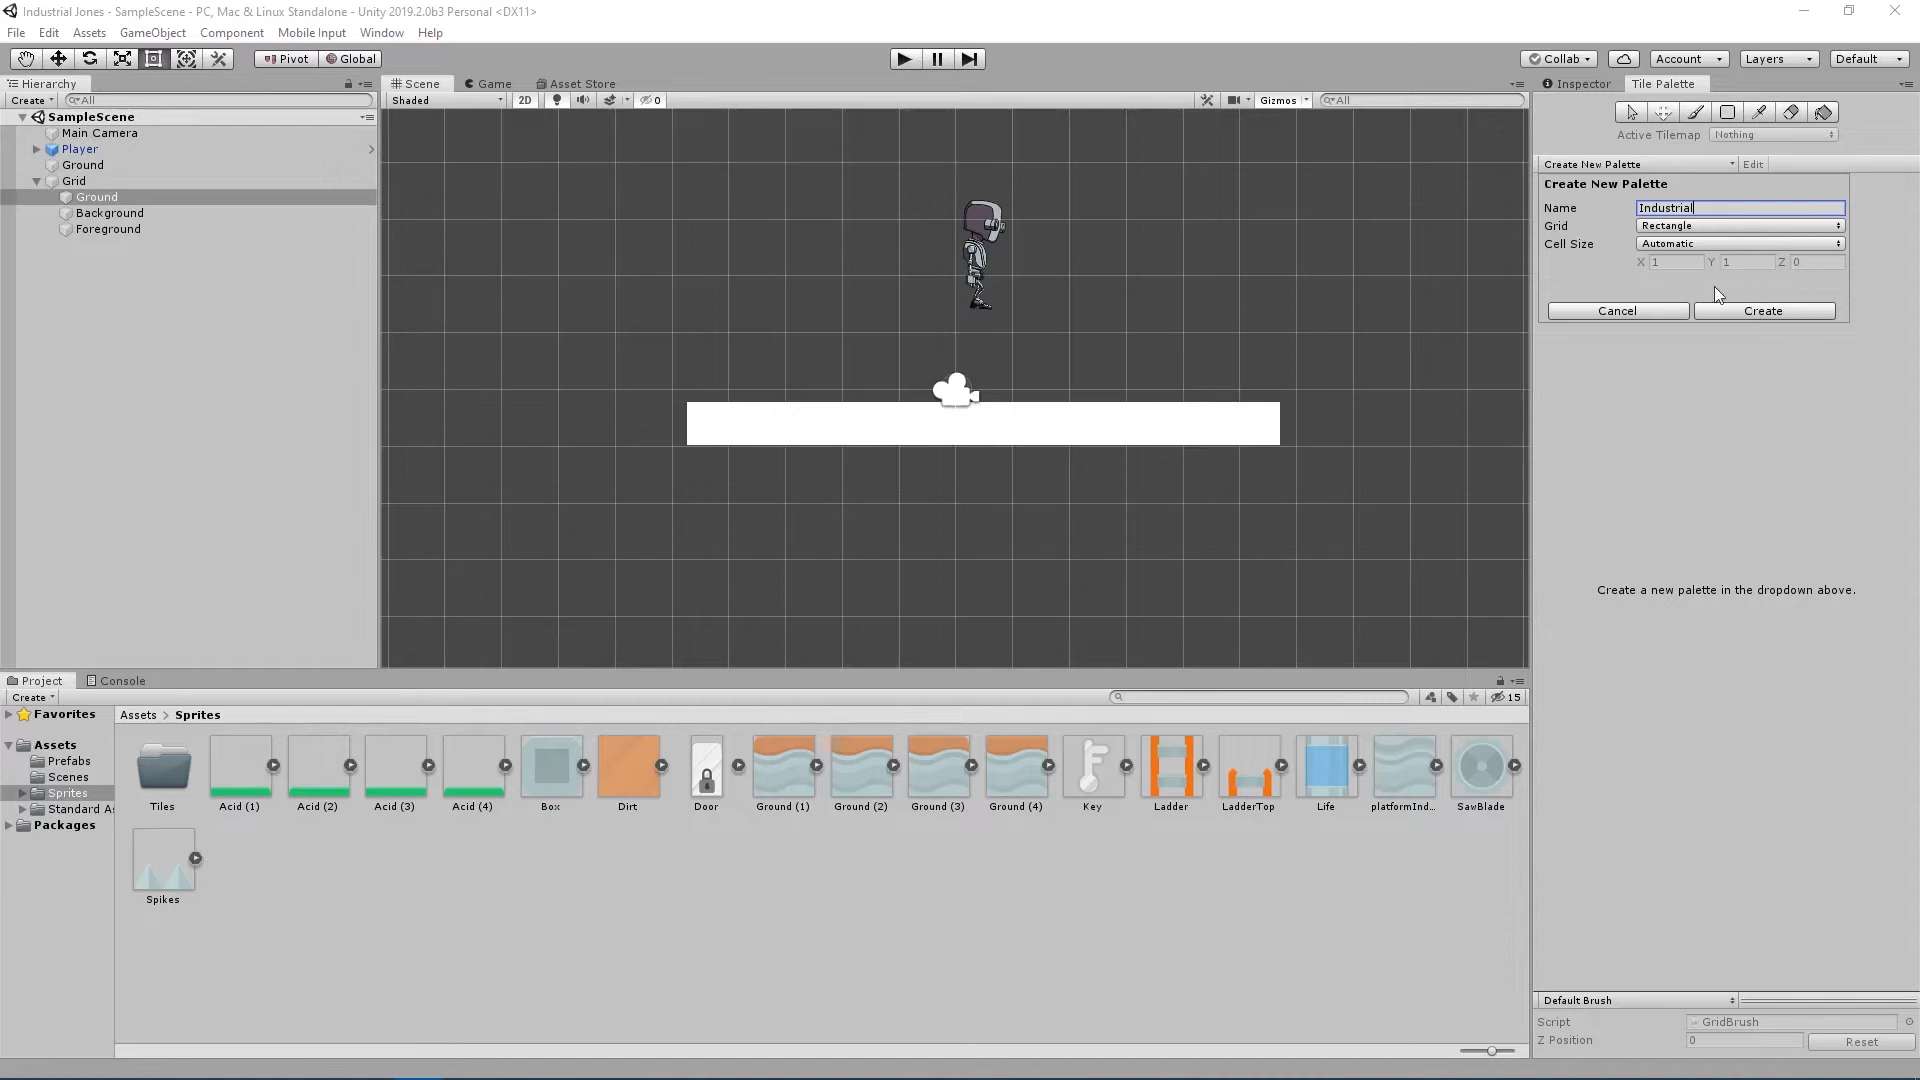 Industrial Jones - SampleScene - PC, Mac & Linux Standalone - Unity 2019.2.0b3 Personal <DX11>
File Edit Assets GameObject Component Mobile Input Window Help
Pivot Global Collab Account Layers Default
Hierarchy Scene Game Asset Store Inspector Tile Palette
Create All Shaded 2D 0 Gizmos All
SampleScene
Main Camera
Player
Ground
Grid
Ground
Background
Foreground
Active Tilemap Nothing
Create New Palette Edit
Create New Palette
Name Industrial
Grid Rectangle
Cell Size Automatic
X 1 Y 1 Z 0
Cancel Create
Create a new palette in the dropdown above.
Project Console
Create 15
Favorites
Assets
Prefabs
Scenes
Sprites
Standard As
Packages
Assets > Sprites
Tiles Acid (1) Acid (2) Acid (3) Acid (4) Box Dirt Door Ground (1) Ground (2) Ground (3) Ground (4) Key Ladder LadderTop Life platformInd... SawBlade
Spikes
Default Brush
Script GridBrush
Z Position 0 Reset